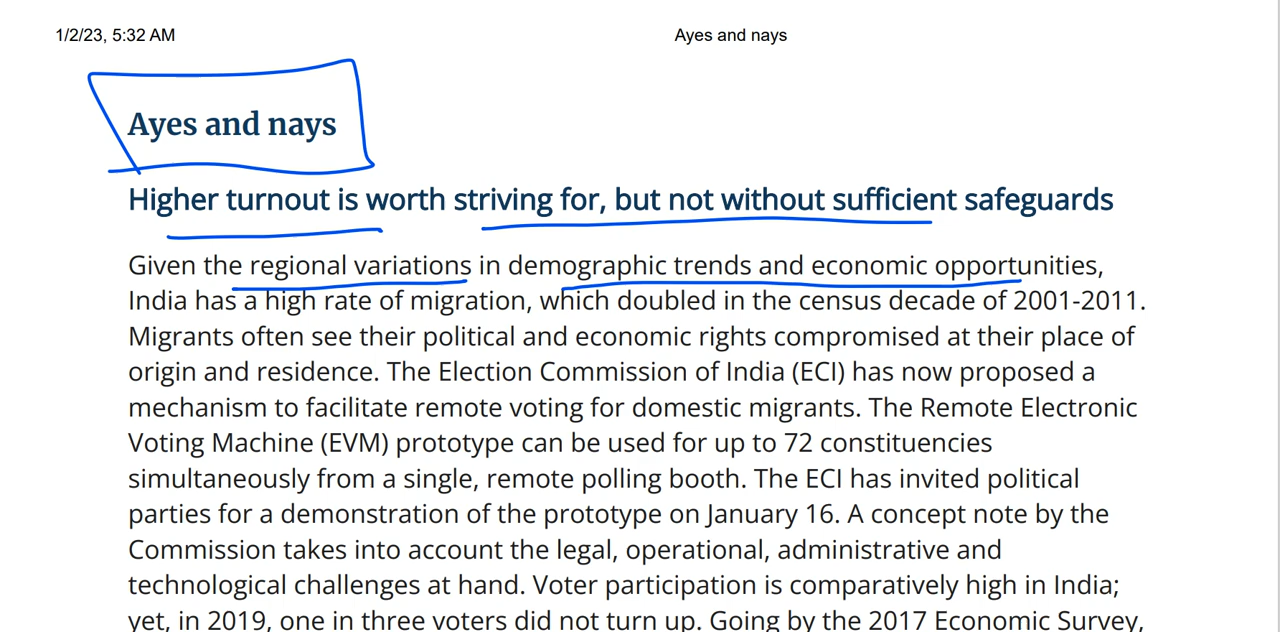 1/2/23, 5:32 AM
Ayes and nays
Ayes and nays
Higher turnout is worth striving for, but not without sufficient safeguards
Given the regional variations in demographic trends and economic opportunities,
India has a high rate of migration, which doubled in the census decade of 2001-2011.
Migrants often see their political and economic rights compromised at their place of
origin and residence. The Election Commission of India (ECI) has now proposed a
mechanism to facilitate remote voting for domestic migrants. The Remote Electronic
Voting Machine (EVM) prototype can be used for up to 72 constituencies
simultaneously from a single, remote polling booth. The ECI has invited political
parties for a demonstration of the prototype on January 16. A concept note by the
Commission takes into account the legal, operational, administrative and
technological challenges at hand. Voter participation is comparatively high in India;
yet, in 2019, one in three voters did not turn up. Going by the 2017 Economic Survey,